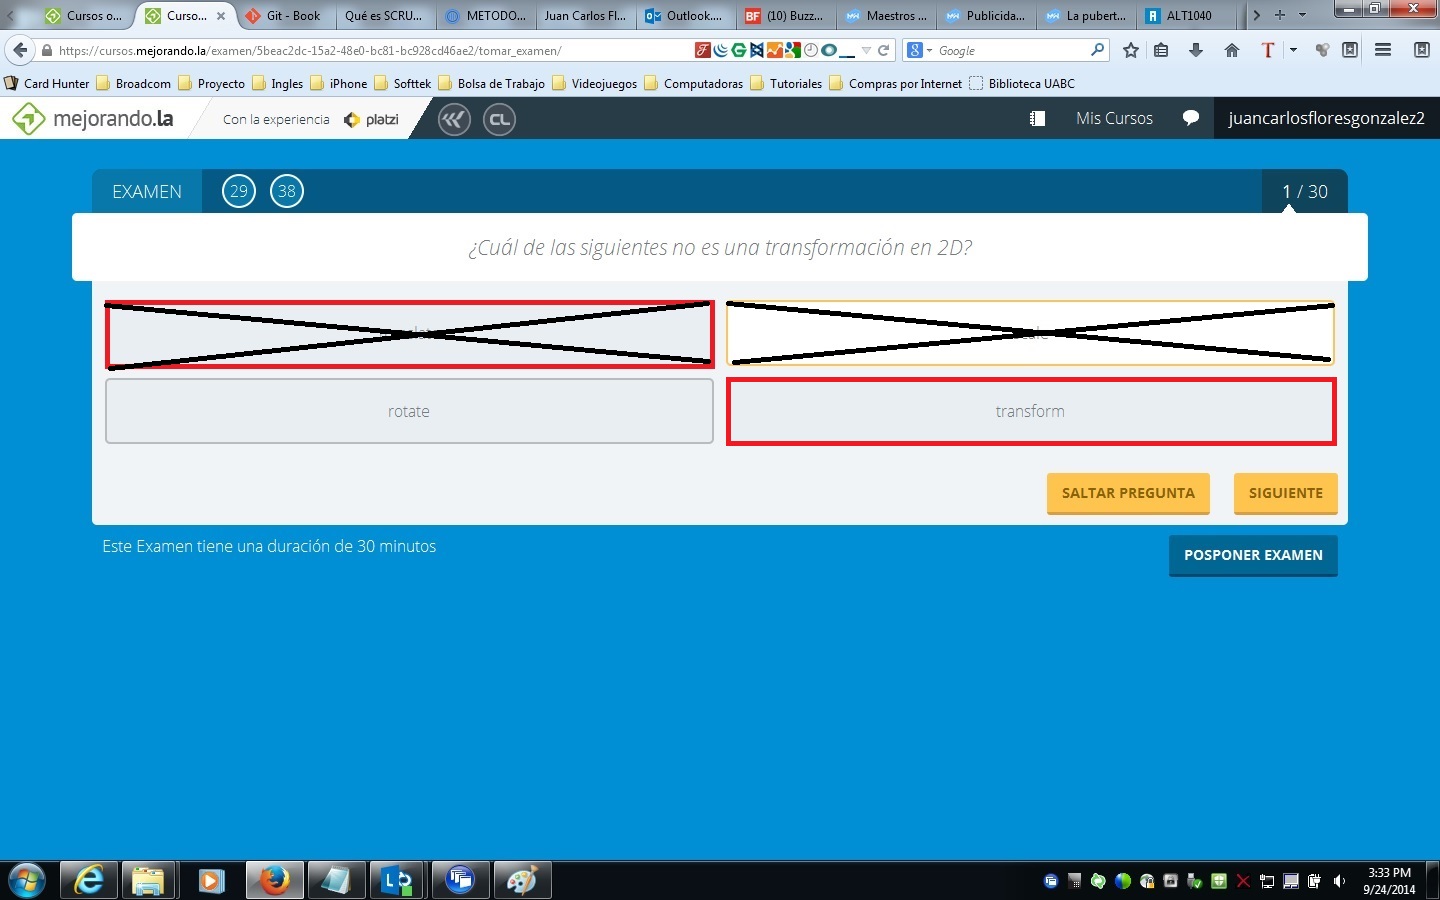 Cursos o...
Curso...
Git - Book
Qué es SCRU...
METODO...
Juan Carlos Fl...
Outlook....
BF (10) Buzz...
Maestros ...
Publicida...
La pubert...
ALT1040
https://cursos.mejorando.la/examen/5beac2dc-15a2-48e0-bc81-bc928cd46ae2/tomar_examen/
Google
Card Hunter
Broadcom
Proyecto
Ingles
iPhone
Softtek
Bolsa de Trabajo
Videojuegos
Computadoras
Tutoriales
Compras por Internet
Biblioteca UABC
mejorando.la
Con la experiencia platzi
CL
Mis Cursos
juancarlosfloresgonzalez2
EXAMEN 29 38 1 / 30
¿Cuál de las siguientes no es una transformación en 2D?
rotate
transform
SALTAR PREGUNTA
SIGUIENTE
Este Examen tiene una duración de 30 minutos
POSPONER EXAMEN
3:33 PM
9/24/2014